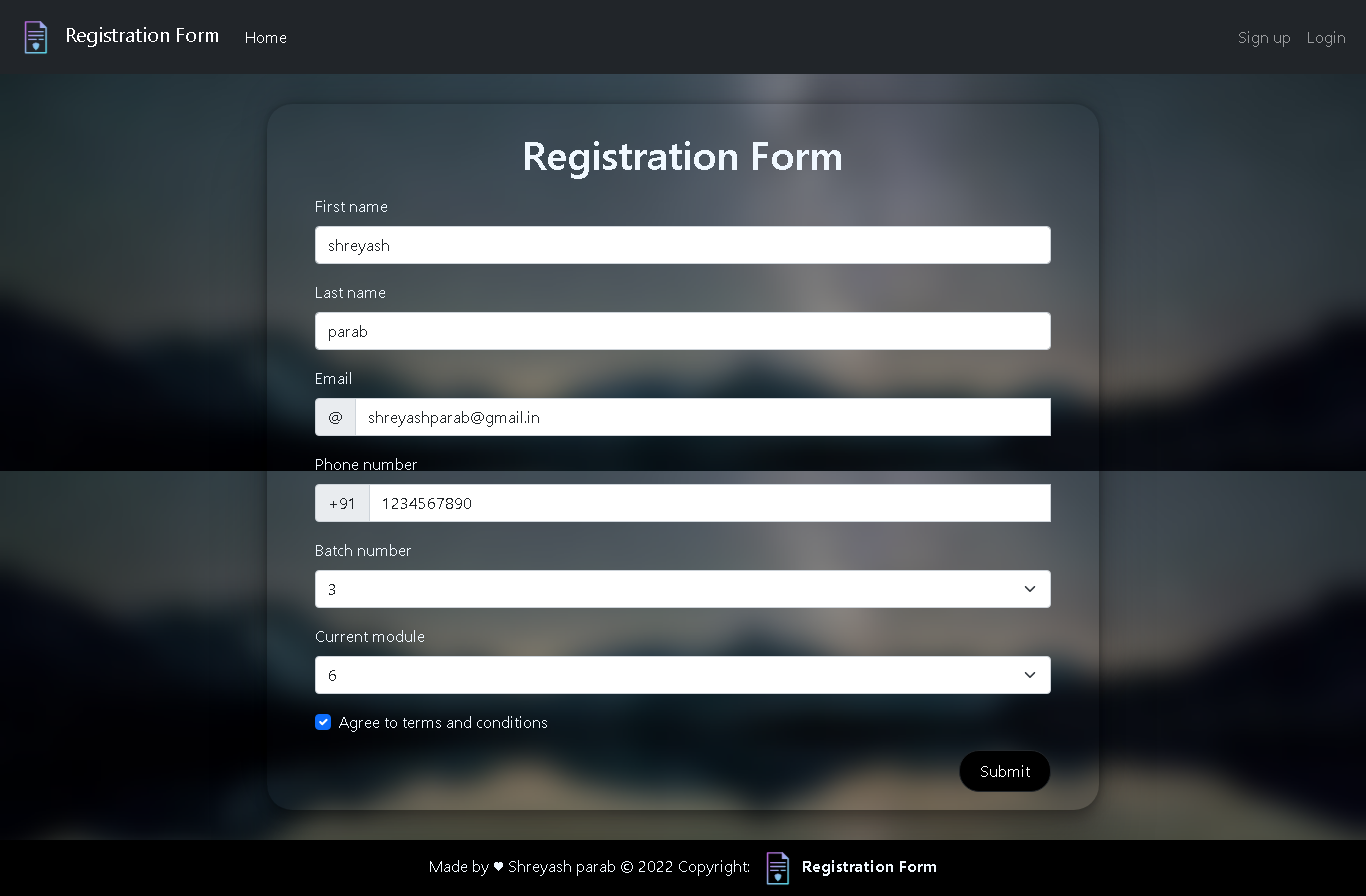 Registration Form Home Sign up Login
Registration Form
First name
shreyash
Last name
parab
Email
@ shreyashparab@gmail.in
Phone number
+91 1234567890
Batch number
3
Current module
6
Agree to terms and conditions
Submit
Made by ♥ Shreyash parab © 2022 Copyright: Registration Form